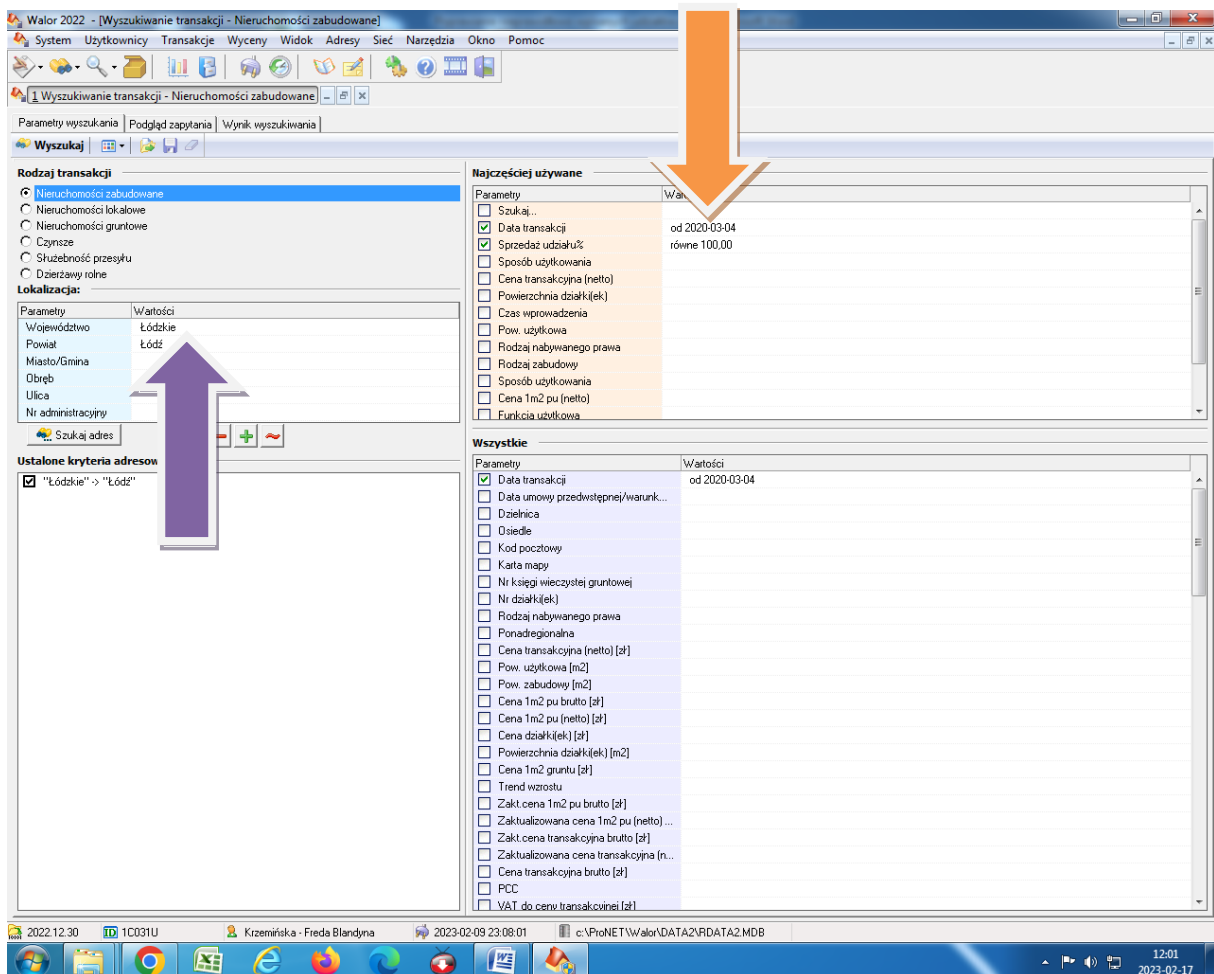 Walor 2022 - [Wyszukiwanie transakcji - Nieruchomości zabudowane]
System Użytkownicy Transakcje Wyceny Widok Adresy Sieć Narzędzia Okno Pomoc
1 Wyszukiwanie transakcji - Nieruchomości zabudowane
Parametry wyszukania Podgląd zapytania Wynik wyszukiwania
Wyszukaj
Rodzaj transakcji
Nieruchomości zabudowane
Nieruchomości lokalowe
Nieruchomości gruntowe
Czynsze
Służebność przesyłu
Dzierżawy rolne
Lokalizacja:
Parametry Wartości
Województwo Łódzkie
Powiat Łódź
Miasto/Gmina
Obręb
Ulica
Nr administracyjny
Szukaj adres
Ustalone kryteria
"Łódzkie" -> "Łódź"
Najczęściej używane
Parametry
Szukaj...
Data transakcji od 2020-03-04
Sprzedaż udziału% równe 100,00
Sposób użytkowania
Cena transakcyjna (netto)
Powierzchnia działki(ek)
Czas wprowadzenia
Pow. użytkowa
Rodzaj nabywanego prawa
Rodzaj zabudowy
Sposób użytkowania
Cena 1m2 pu (netto)
Funkcja użytkowa
Wszystkie
Parametry Wartości
Data transakcji od 2020-03-04
Data umowy przedwstępnej/warunk...
Dzielnica
Osiedle
Kod pocztowy
Karta mapy
Nr księgi wieczystej gruntowej
Nr działki(ek)
Rodzaj nabywanego prawa
Ponadregionalna
Cena transakcyjna (netto) [zł]
Pow. użytkowa [m2]
Pow. zabudowy [m2]
Cena 1m2 pu brutto [zł]
Cena 1m2 pu (netto) [zł]
Cena działki(ek) [zł]
Powierzchnia działki(ek) [m2]
Cena 1m2 gruntu [zł]
Trend wzrostu
Zakt.cena 1m2 pu brutto [zł]
Zaktualizowana cena 1m2 pu (netto) ...
Zakt.cena transakcyjna brutto [zł]
Zaktualizowana cena transakcyjna (n...
Cena transakcyjna brutto [zł]
PCC
VAT do ceny transakcyjnej [zł]
2022.12.30 ID 1C031U Krzemińska - Freda Blandyna 2023-02-09 23:08:01 c:\ProNET\Walor\DATA2\RDATA2.MDB
12:01
2023-02-17